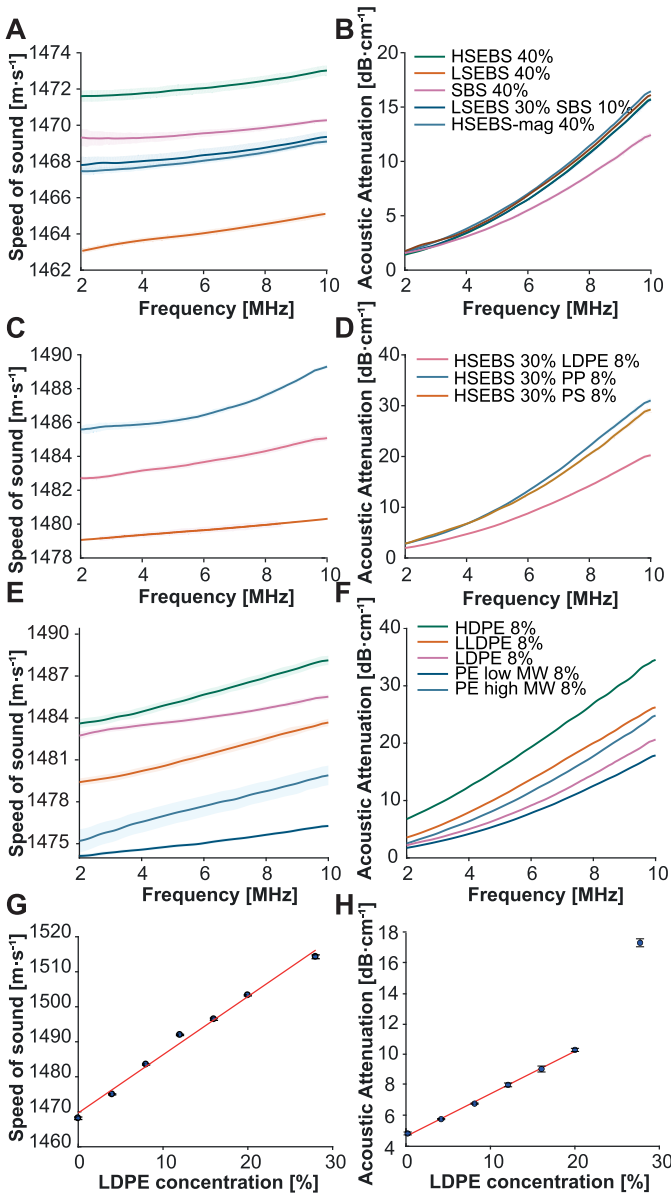 A
Speed of sound [m·s⁻¹]
1474
1472
1470
1468
1466
1464
1462
2 4 6 8 10
Frequency [MHz]
B
Acoustic Attenuation [dB·cm⁻¹]
20
15
10
5
0
HSEBS 40%
LSEBS 40%
SBS 40%
LSEBS 30% SBS 10%
HSEBS-mag 40%
2 4 6 8 10
Frequency [MHz]
C
Speed of sound [m·s⁻¹]
1490
1488
1486
1484
1482
1480
1478
2 4 6 8 10
Frequency [MHz]
D
Acoustic Attenuation [dB·cm⁻¹]
40
30
20
10
0
HSEBS 30% LDPE 8%
HSEBS 30% PP 8%
HSEBS 30% PS 8%
2 4 6 8 10
Frequency [MHz]
E
Speed of sound [m·s⁻¹]
1490
1487
1484
1481
1478
1475
2 4 6 8 10
Frequency [MHz]
F
Acoustic Attenuation [dB·cm⁻¹]
40
30
20
10
0
HDPE 8%
LLDPE 8%
LDPE 8%
PE low MW 8%
PE high MW 8%
2 4 6 8 10
Frequency [MHz]
G
Speed of sound [m·s⁻¹]
1520
1510
1500
1490
1480
1470
1460
0 10 20 30
LDPE concentration [%]
H
Acoustic Attenuation [dB·cm⁻¹]
18
16
14
12
10
8
6
4
0 10 20 30
LDPE concentration [%]